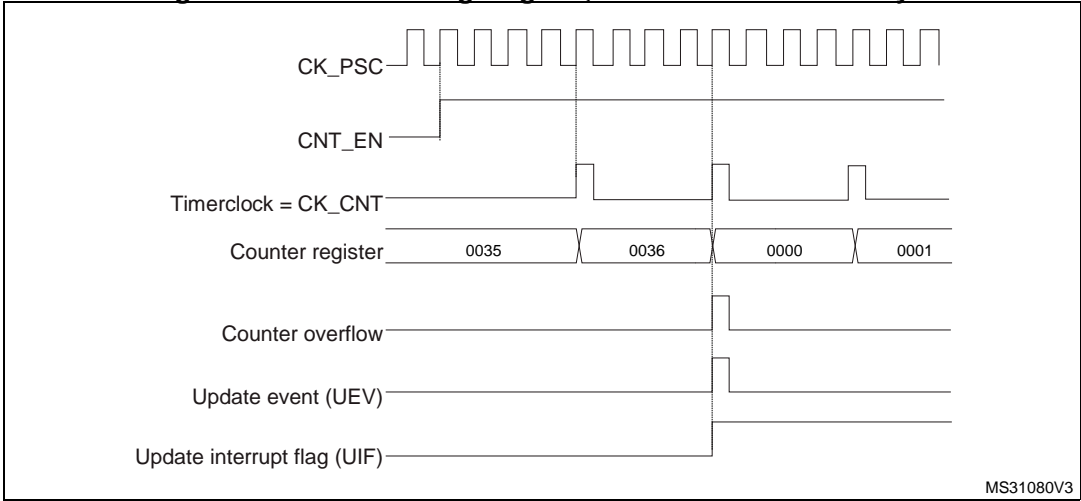 CK_PSC
CNT_EN
Timerclock = CK_CNT
Counter register 0035 0036 0000 0001
Counter overflow
Update event (UEV)
Update interrupt flag (UIF)
MS31080V3